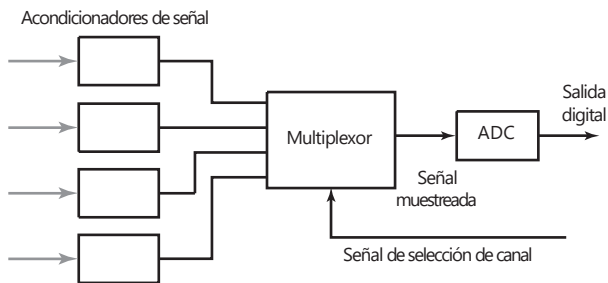 Acondicionadores de señal
Multiplexor
ADC
Salida
digital
Señal
muestreada
Señal de selección de canal